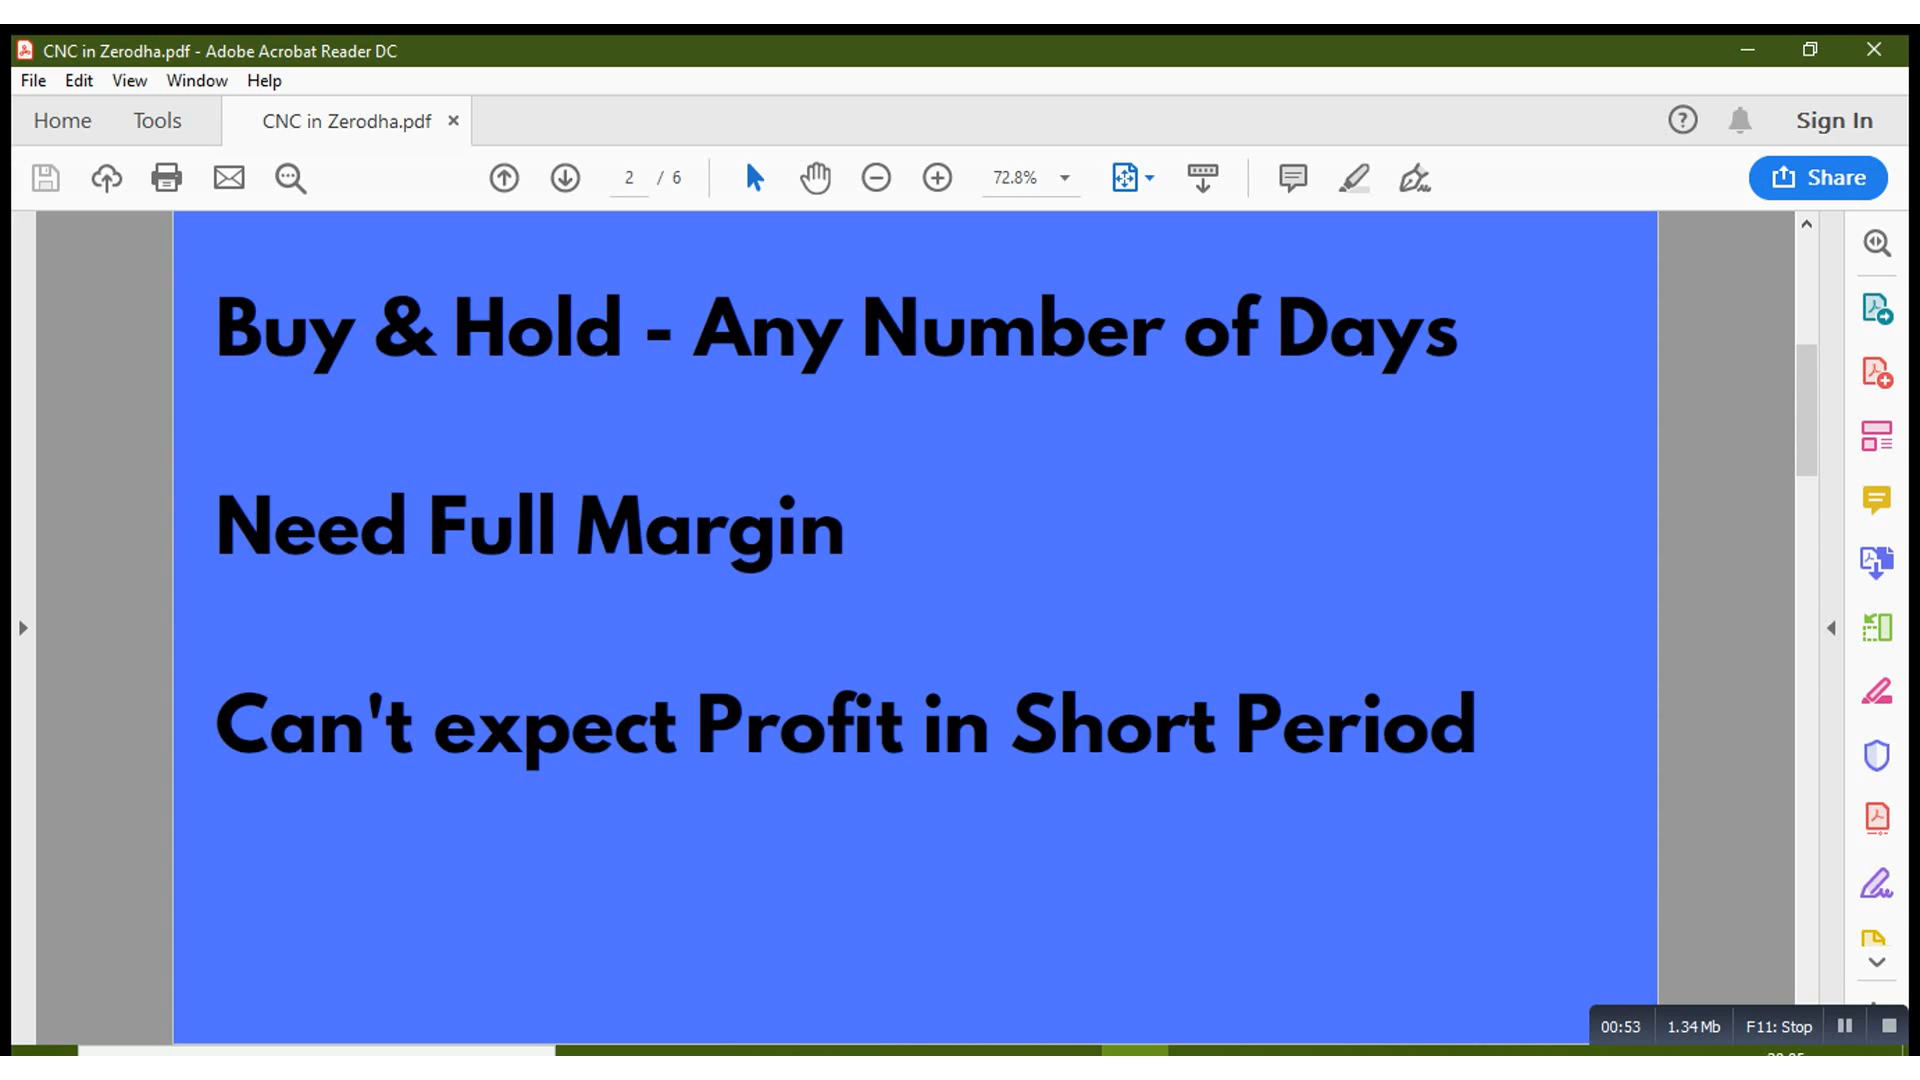 CNC in Zerodha.pdf - Adobe Acrobat Reader DC
File Edit View Window Help
Home Tools CNC in Zerodha.pdf × Sign In
2 / 6 72.8% Share
Buy & Hold - Any Number of Days
Need Full Margin
Can't expect Profit in Short Period
00:53 1.34 Mb F11: Stop